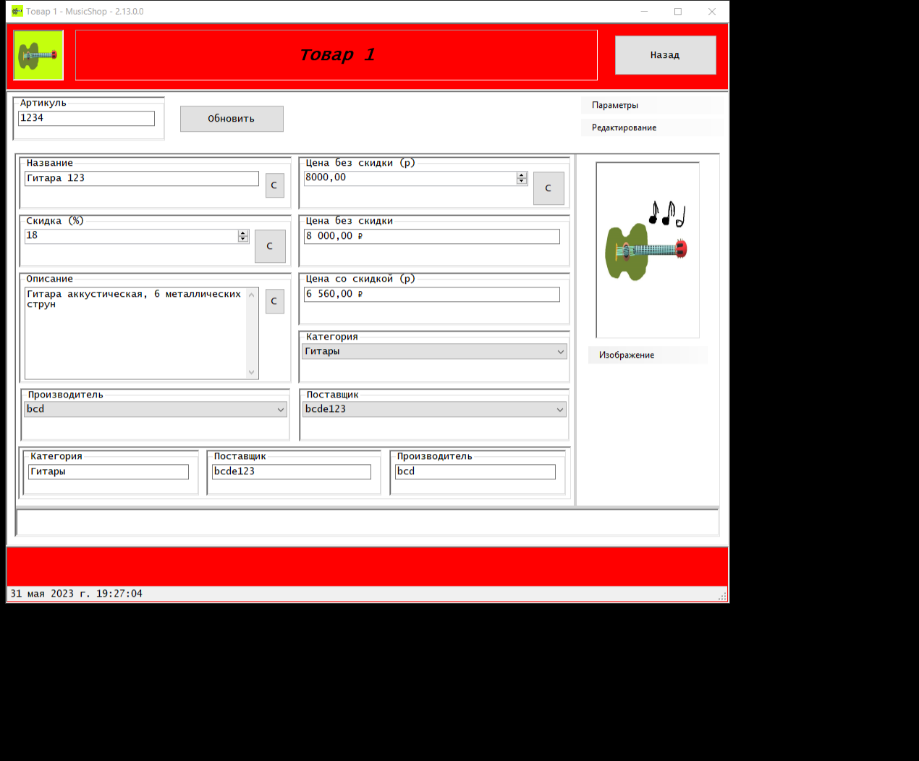 Товар 1 - MusicShop - 2.13.0.0
Товар 1
Назад
Артикуль
1234
Обновить
Параметры
Редактирование
Название
Гитара 123
С
Цена без скидки (р)
8000,00
С
Скидка (%)
18
С
Цена без скидки
8 000,00 ₽
Описание
Гитара аккустическая, 6 металлических
струн
С
Цена со скидкой (р)
6 560,00 ₽
Категория
Гитары
Изображение
Производитель
bcd
Поставщик
bcde123
Категория
Гитары
Поставщик
bcde123
Производитель
bcd
31 мая 2023 г. 19:27:04